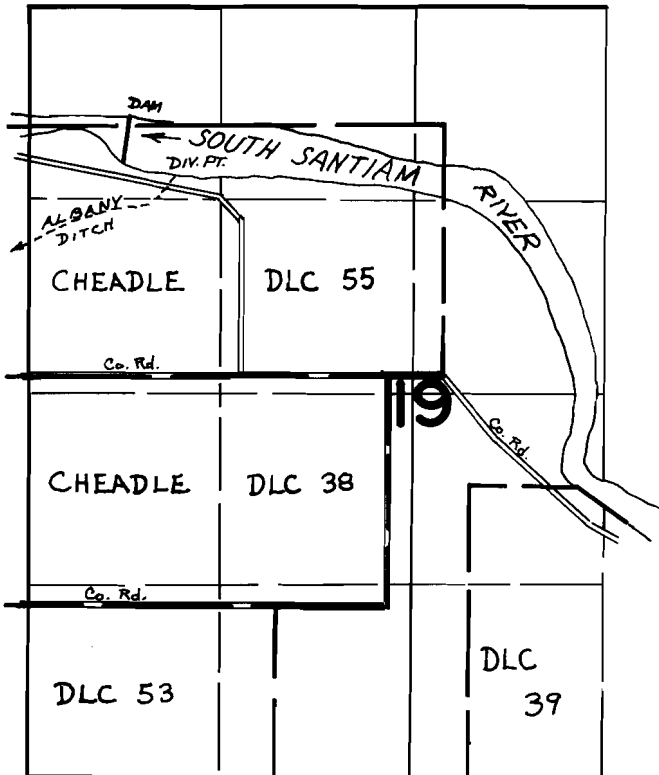 DAM
SOUTH SANTIAM RIVER
DIV. PT.
ALBANY
DITCH
CHEADLE DLC 55
Co. Rd.
19
Co. Rd.
CHEADLE DLC 38
Co. Rd.
DLC 53
DLC
39